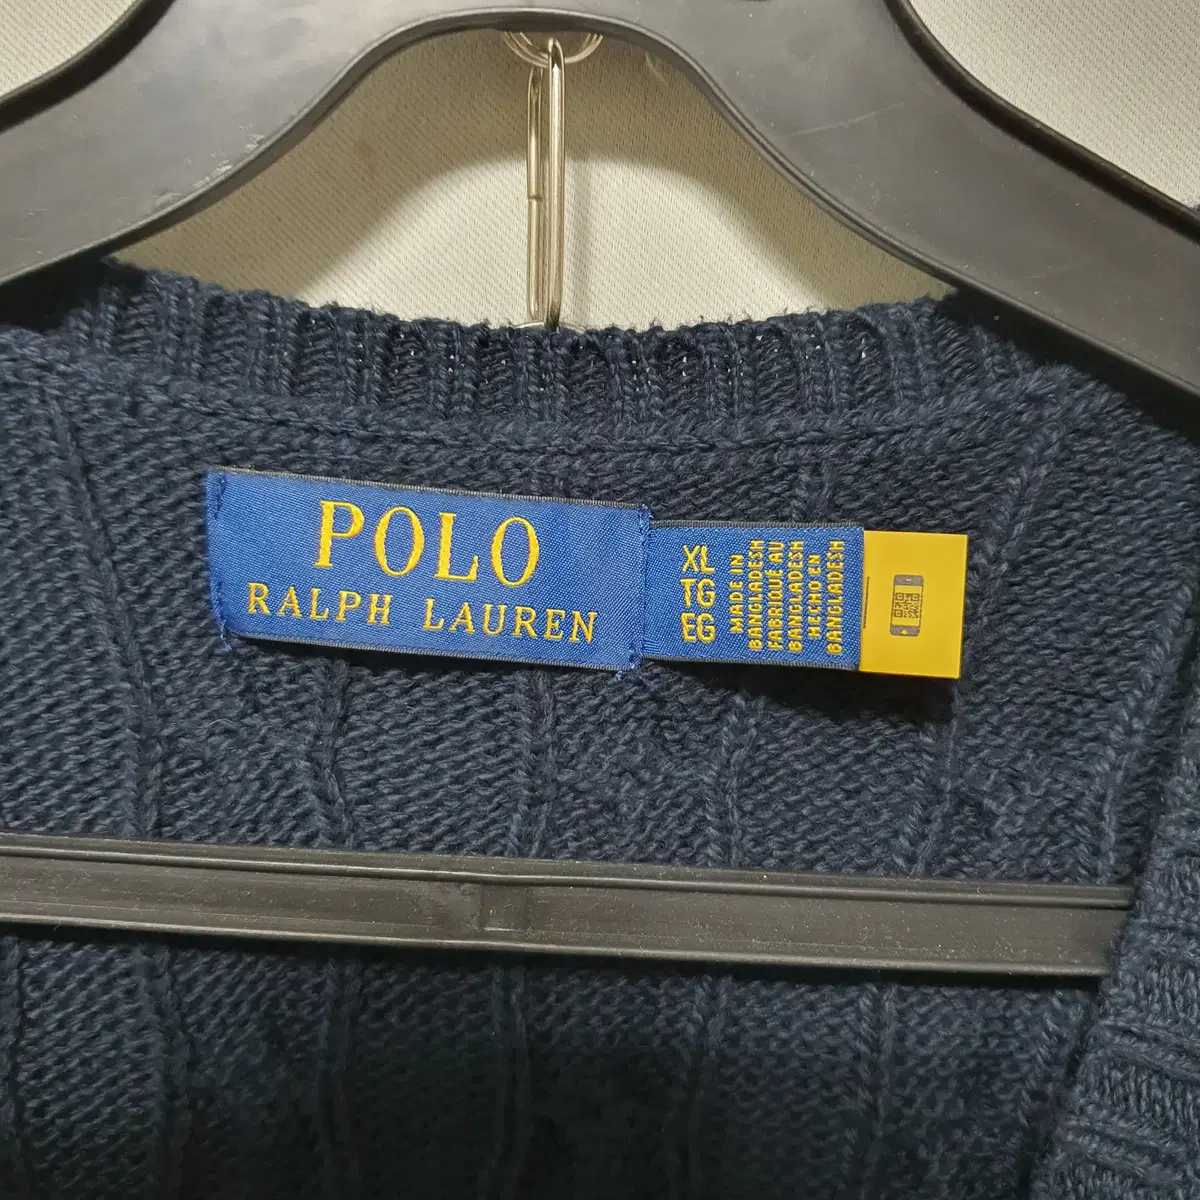 POLO
RALPH LAUREN
XL
TG
EG
MADE IN
BANGLADESH
FABRIQUÉ AU
BANGLADESH
HECHO EN
BANGLADESH